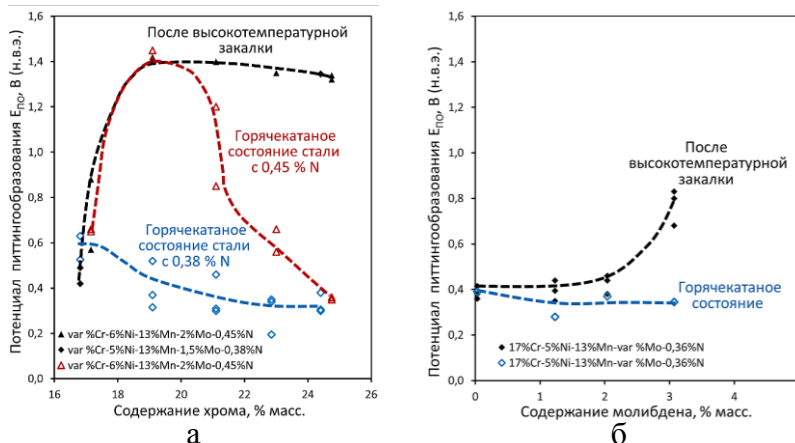 Потенциал питтингообразования Eпо, В (н.в.э.)
1,6
1,4
1,2
1,0
0,8
0,6
0,4
0,2
0,0
После высокотемпературной
закалки
Горячекатаное
состояние стали
с 0,45 % N
Горячекатаное
состояние стали
с 0,38 % N
var %Cr-6%Ni-13%Mn-2%Mo-0,45%N
var %Cr-5%Ni-13%Mn-1,5%Mo-0,38%N
var %Cr-6%Ni-13%Mn-2%Mo-0,45%N
16 18 20 22 24 26
Содержание хрома, % масс.
а
Потенциал питтингообразования Eпо, В (н.в.э.)
1,6
1,4
1,2
1,0
0,8
0,6
0,4
0,2
0,0
После
высокотемпературной
закалки
Горячекатаное
состояние
17%Cr-5%Ni-13%Mn-var %Mo-0,36%N
17%Cr-5%Ni-13%Mn-var %Mo-0,36%N
0 1 2 3 4
Содержание молибдена, % масс.
б